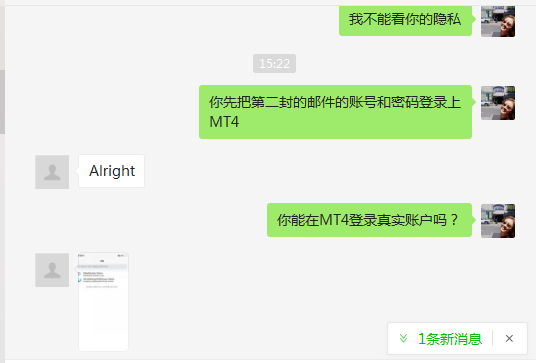 我不能看你的隐私
15:22
你先把第二封的邮件的账号和密码登录上
MT4
Alright
你能在MT4登录真实账户吗？
1条新消息